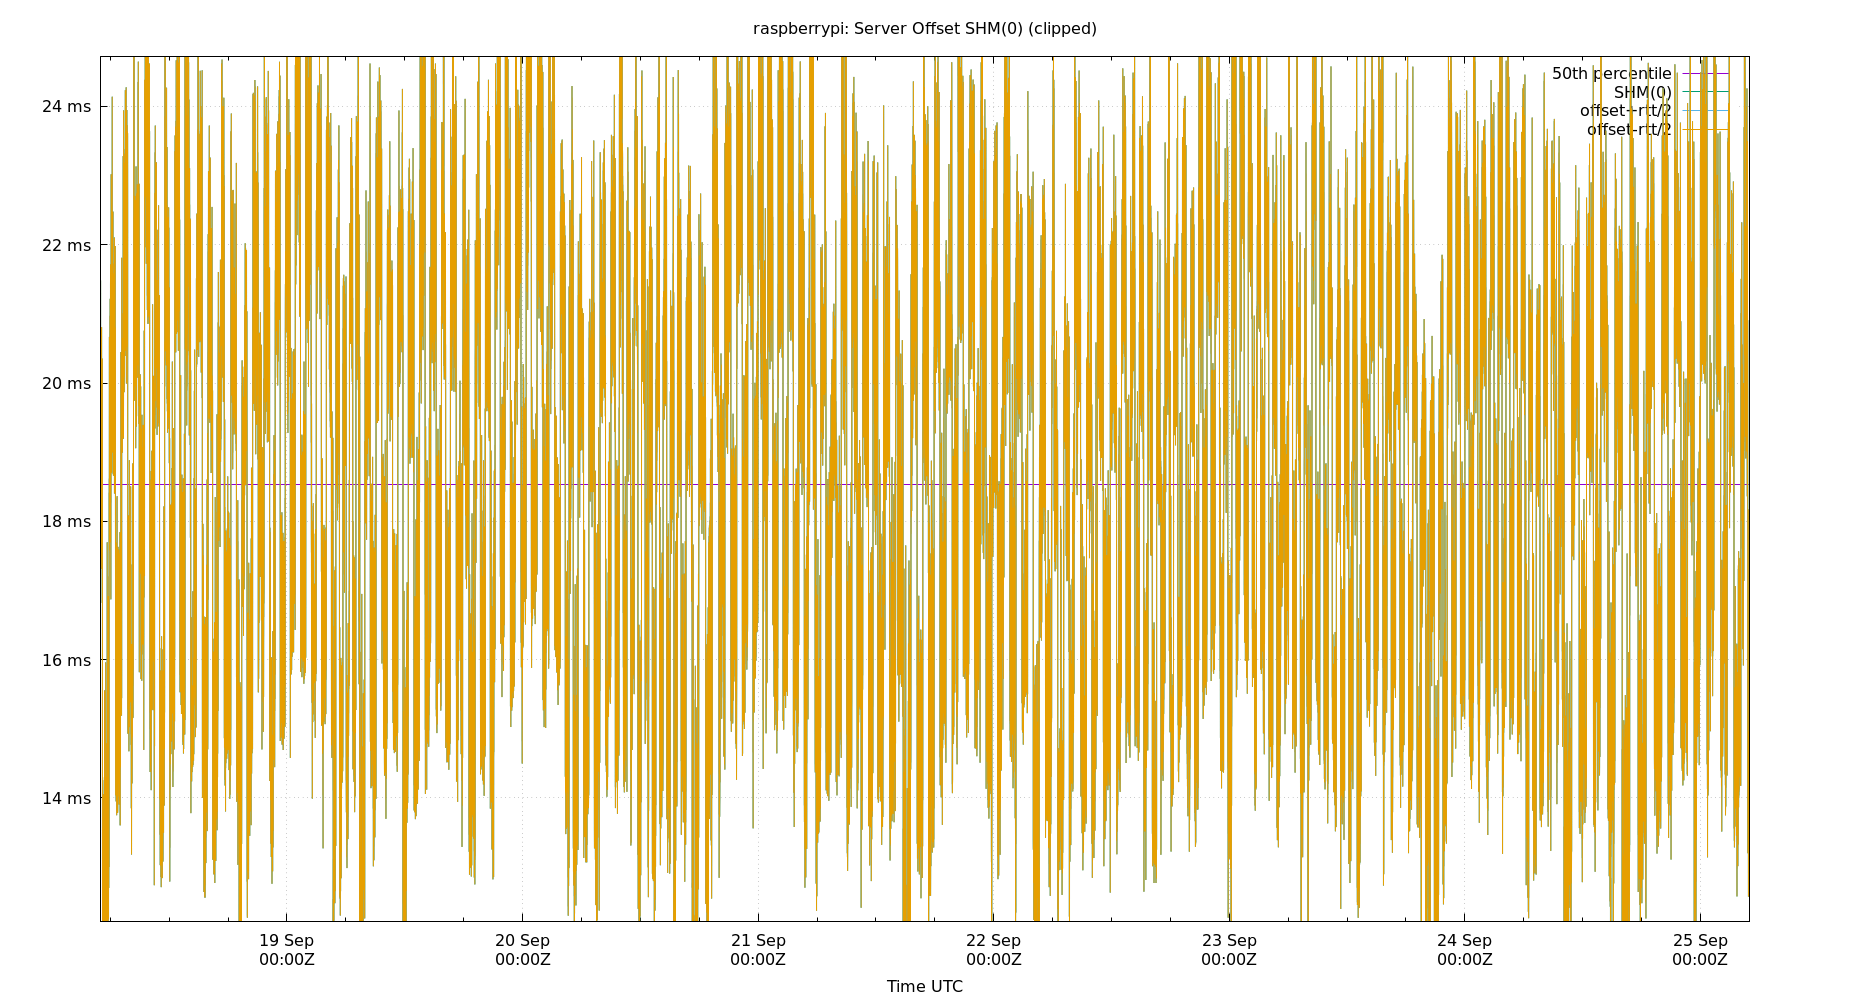 raspberrypi: Server Offset SHM(0) (clipped)
50th percentile
SHM(0)
offset+rtt/2
offset-rtt/2
24 ms
22 ms
20 ms
18 ms
16 ms
14 ms
19 Sep
00:00Z
20 Sep
00:00Z
21 Sep
00:00Z
22 Sep
00:00Z
23 Sep
00:00Z
24 Sep
00:00Z
25 Sep
00:00Z
Time UTC